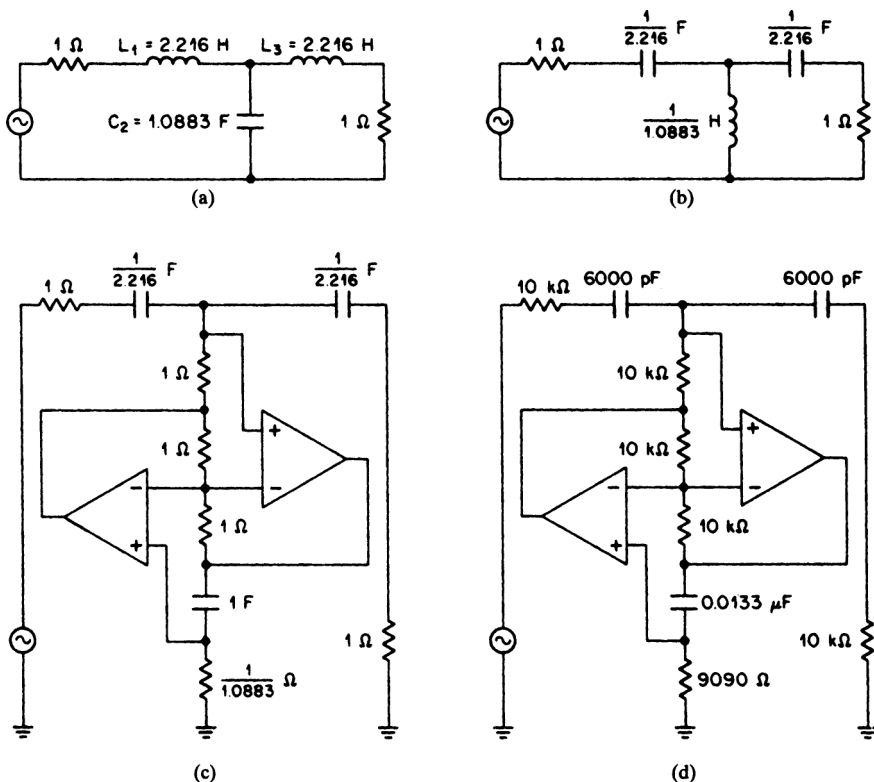 1 Ω L₁ = 2.216 H L₃ = 2.216 H
C₂ = 1.0883 F
1 Ω
(a)
1 Ω
1/2.216 F
1/2.216 F
1/1.0883 H
1 Ω
(b)
1 Ω
1/2.216 F
1/2.216 F
1 Ω
+
1 Ω
−
−
1 Ω
+
1 F
1 Ω
1/1.0883 Ω
(c)
10 kΩ
6000 pF
6000 pF
10 kΩ
+
10 kΩ
−
−
10 kΩ
+
0.0133 μF
10 kΩ
9090 Ω
(d)